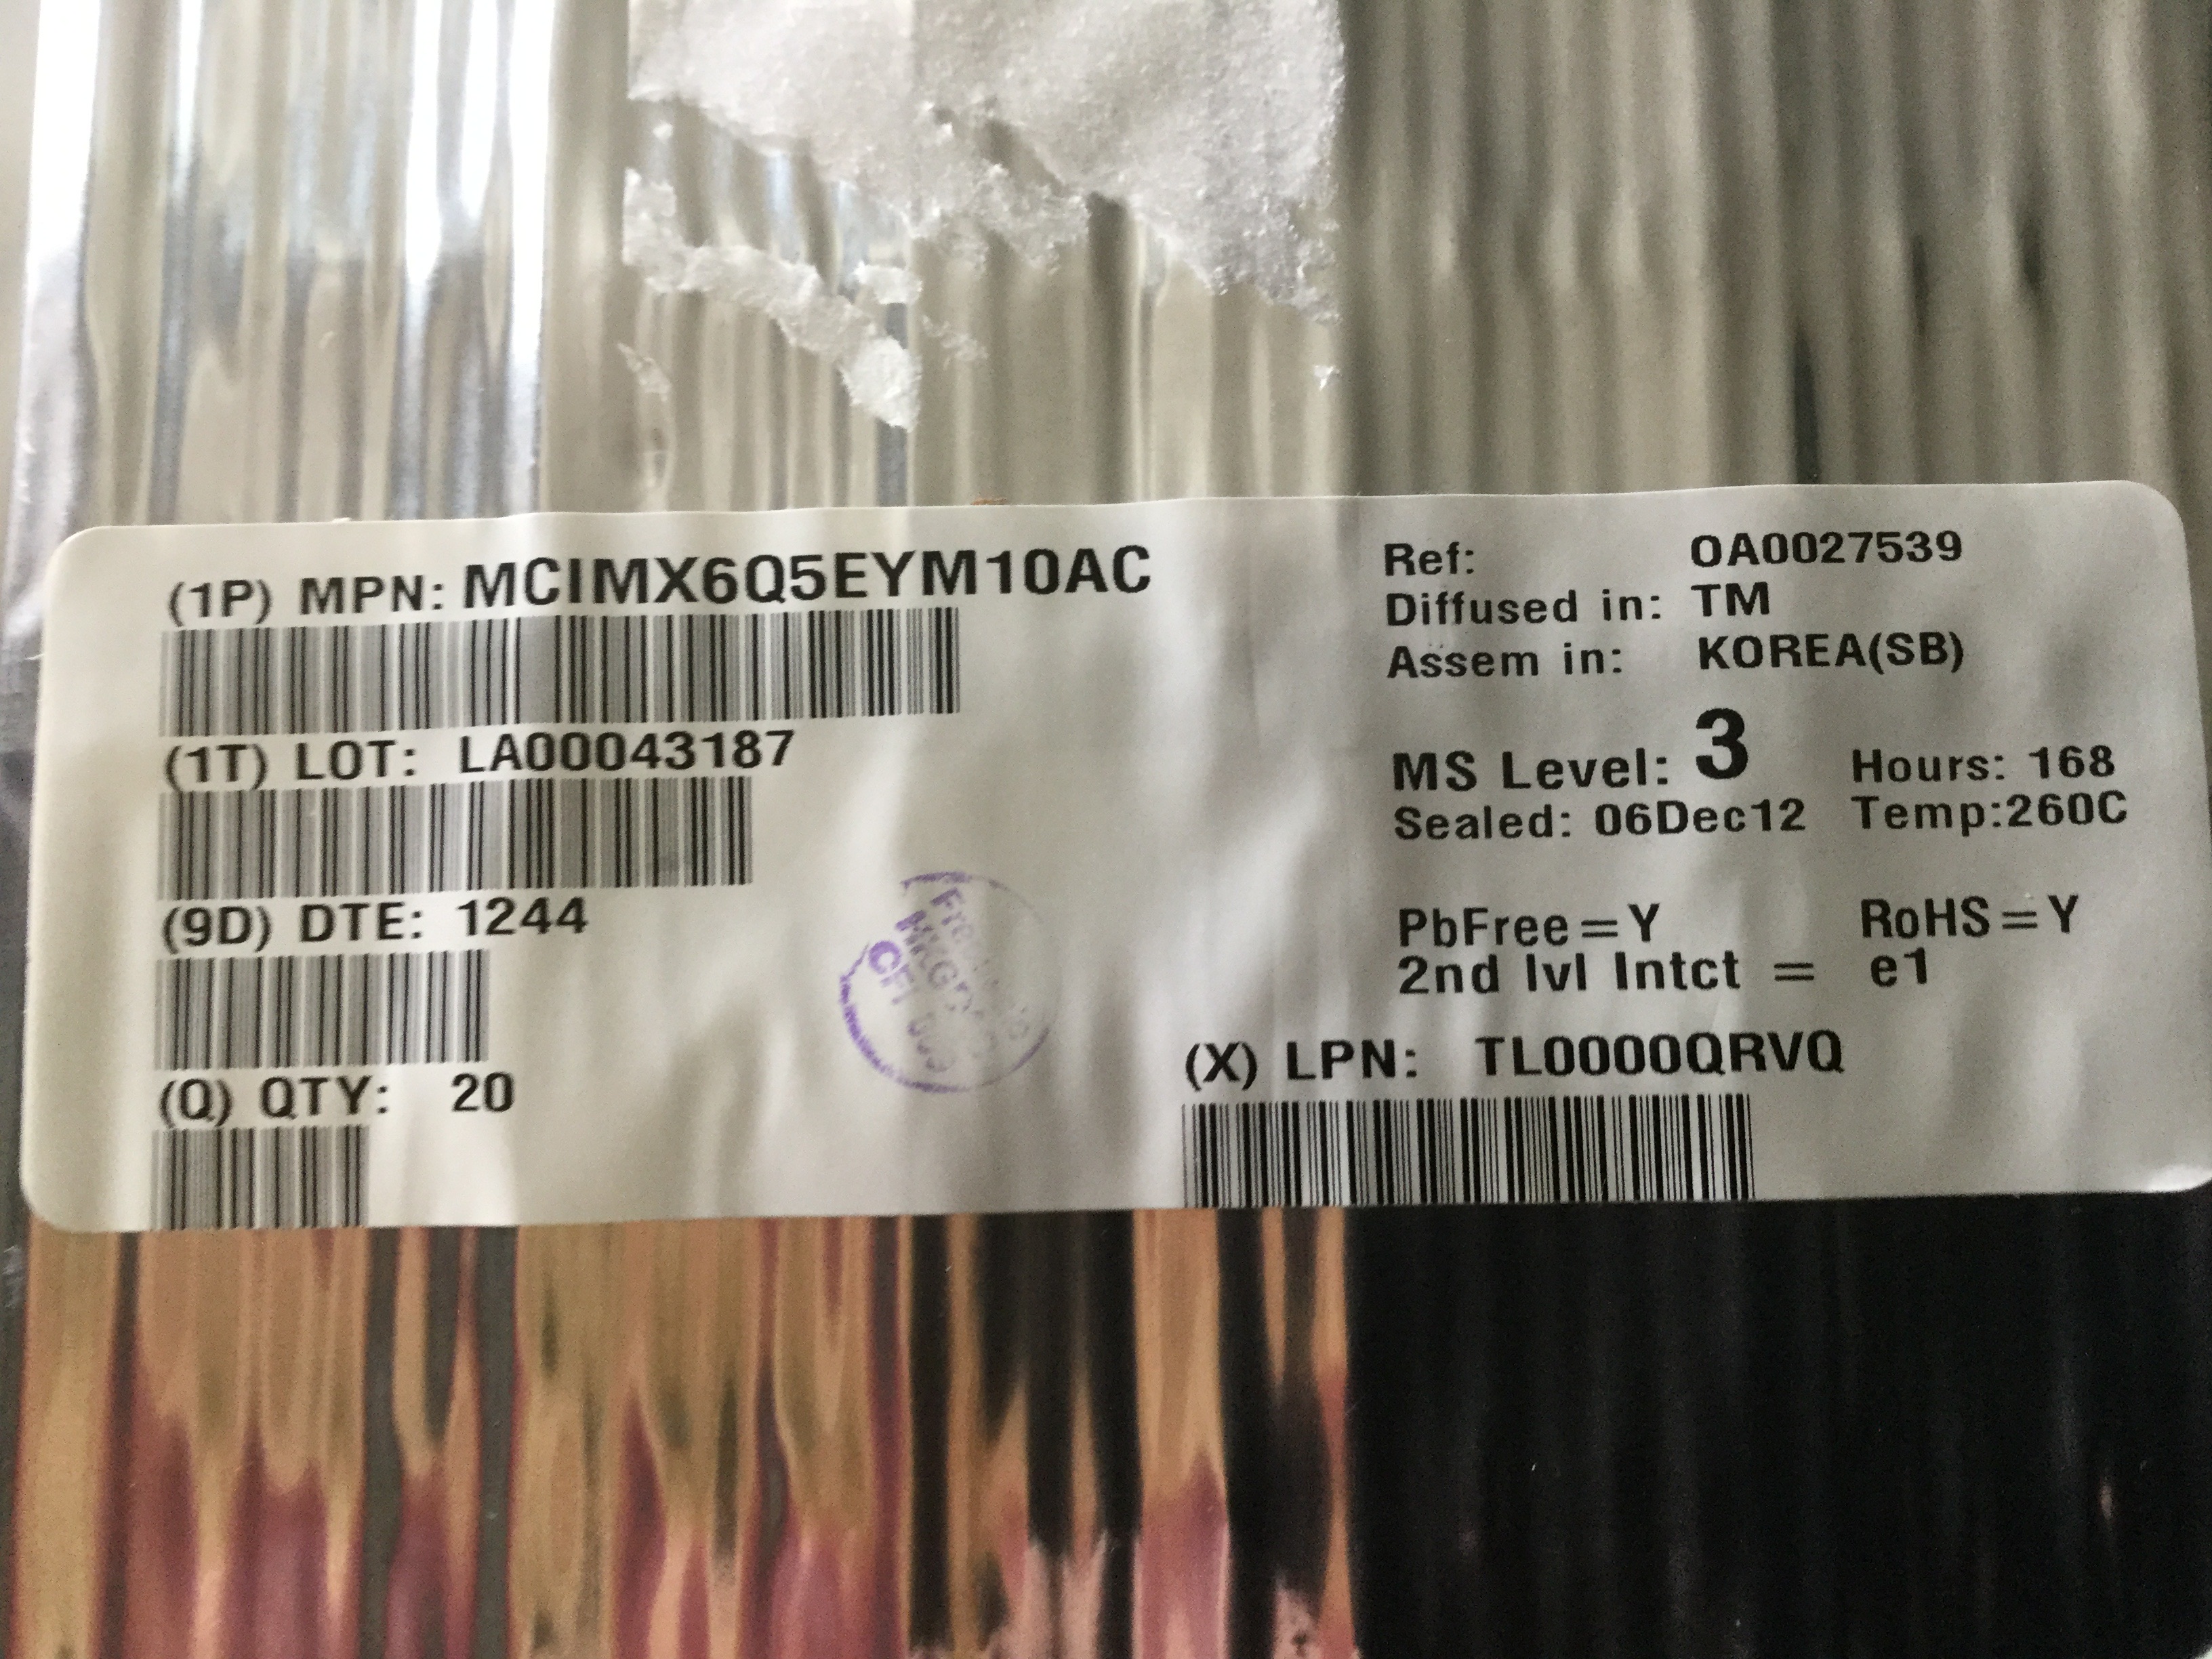 (1P) MPN: MCIMX6Q5EYM10AC
(1T) LOT: LA00043187
(9D) DTE: 1244
(Q) QTY: 20
Ref: OA0027539
Diffused in: TM
Assem in: KOREA(SB)
MS Level: 3 Hours: 168
Sealed: 06Dec12 Temp:260C
PbFree=Y RoHS=Y
2nd lvl Intct = e1
(X) LPN: TL0000QRVQ